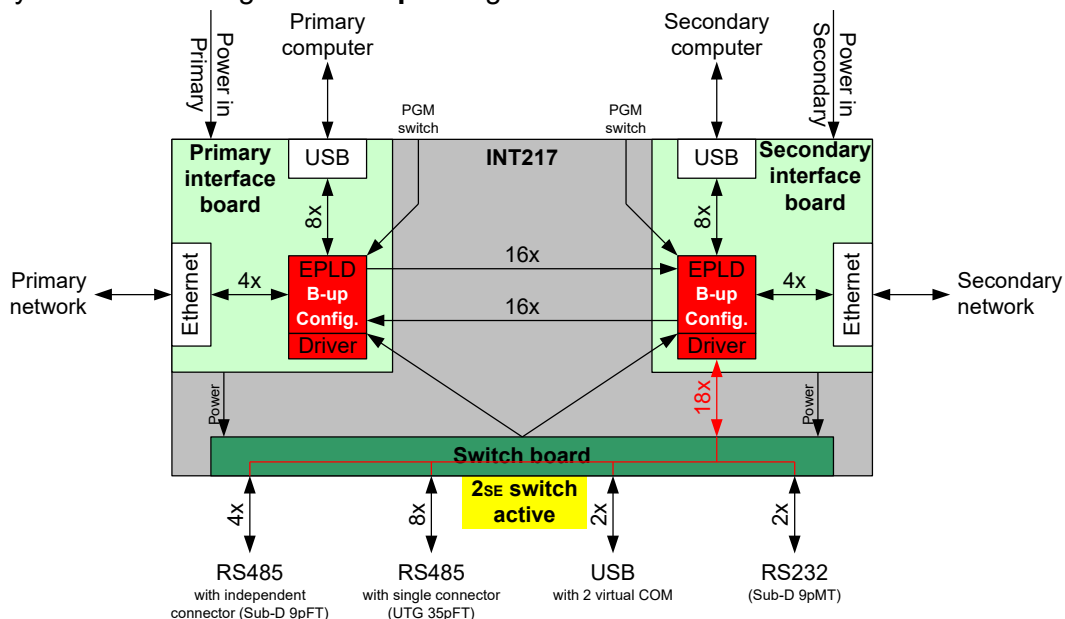 Primary
computer
Secondary
computer
Power in
Primary
Power in
Secondary
PGM
switch
PGM
switch
Primary
interface
board
USB
INT217
USB
Secondary
interface
board
8x
8x
Primary
network
Ethernet
4x
EPLD
B-up
Config.
Driver
16x
16x
EPLD
B-up
Config.
Driver
4x
Ethernet
Secondary
network
Power
18x
Power
Switch board
2SE switch
active
4x
8x
2x
2x
RS485
with independent
connector (Sub-D 9pFT)
RS485
with single connector
(UTG 35pFT)
USB
with 2 virtual COM
RS232
(Sub-D 9pMT)